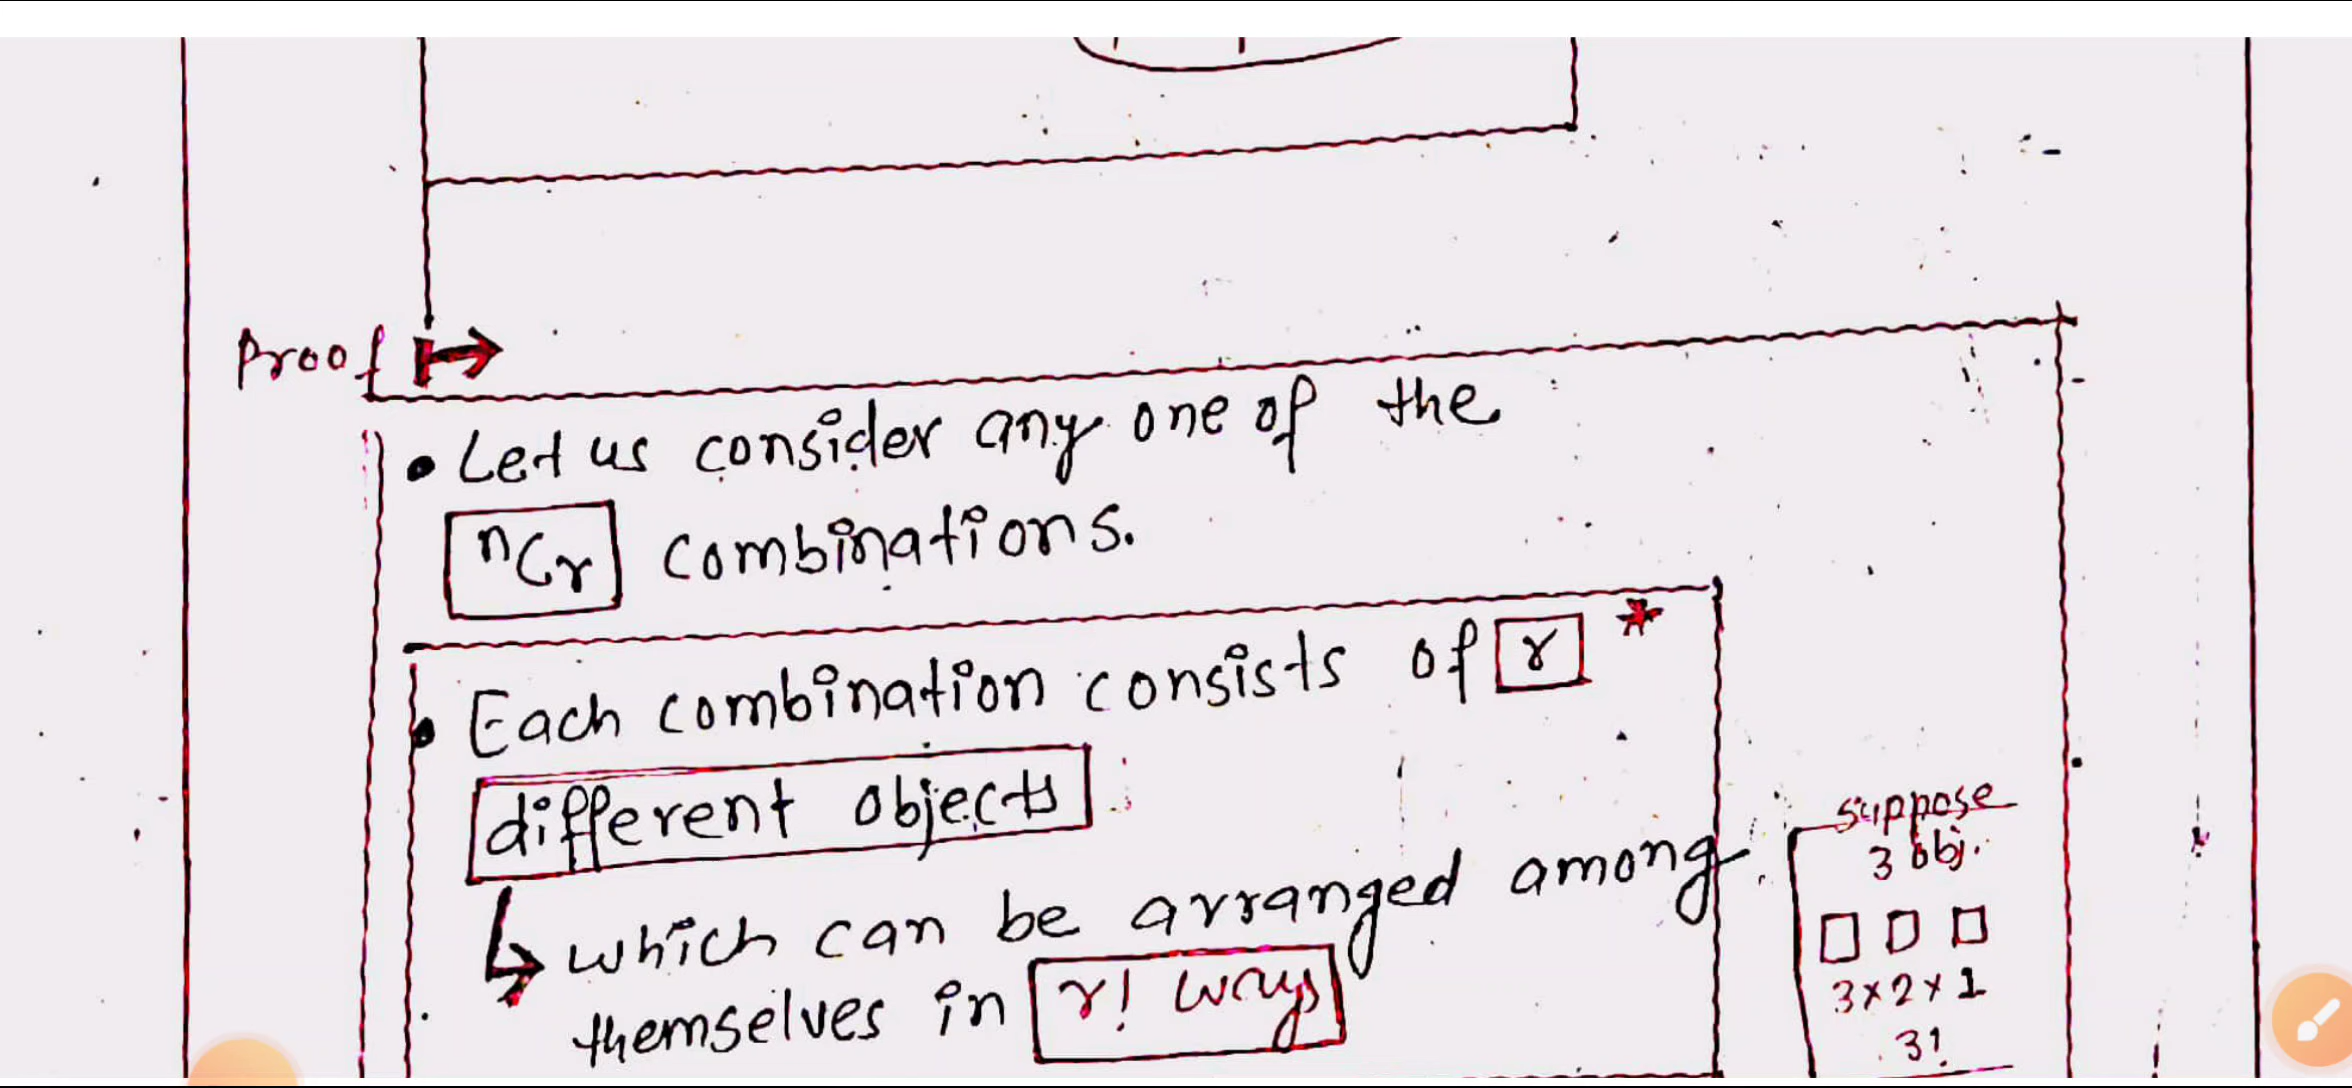 Proof ↦
• Let us consider any one of the
nCr combinations.
• Each combination consists of r *
different objects
↳ which can be arranged among
themselves in r! ways
suppose
3 obj.
□ □ □
3×2×1
3!